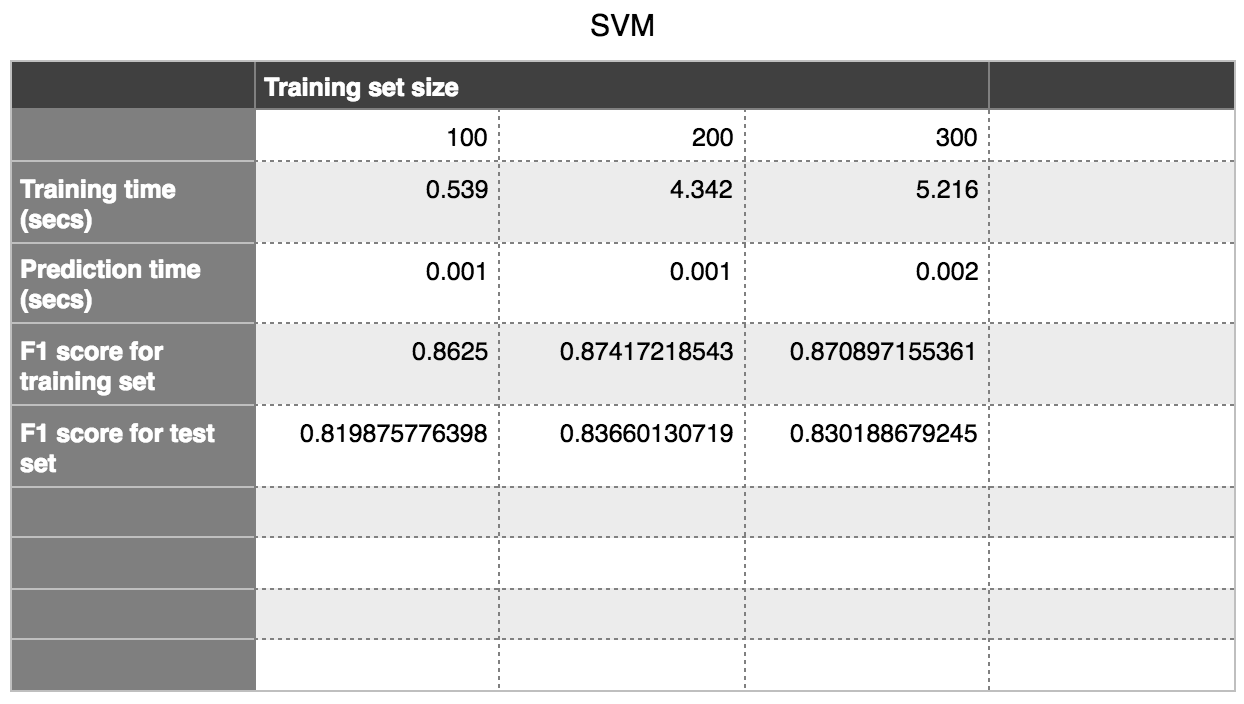 SVM
Training set size
100 200 300
Training time
(secs)
0.539 4.342 5.216
Prediction time
(secs)
0.001 0.001 0.002
F1 score for
training set
0.8625 0.87417218543 0.870897155361
F1 score for test
set
0.819875776398 0.83660130719 0.830188679245